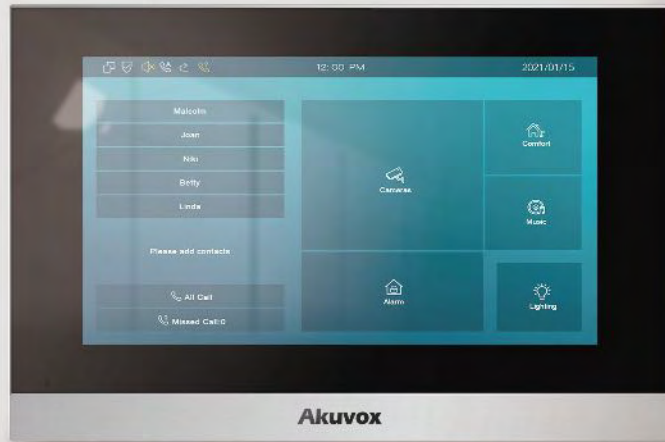 12:00 PM
2021/01/15
Malcolm
Joan
Niki
Betty
Linda
Please add contacts
All Call
Missed Call:0
Cameras
Alarm
Comfort
Music
Lighting
Akuvox